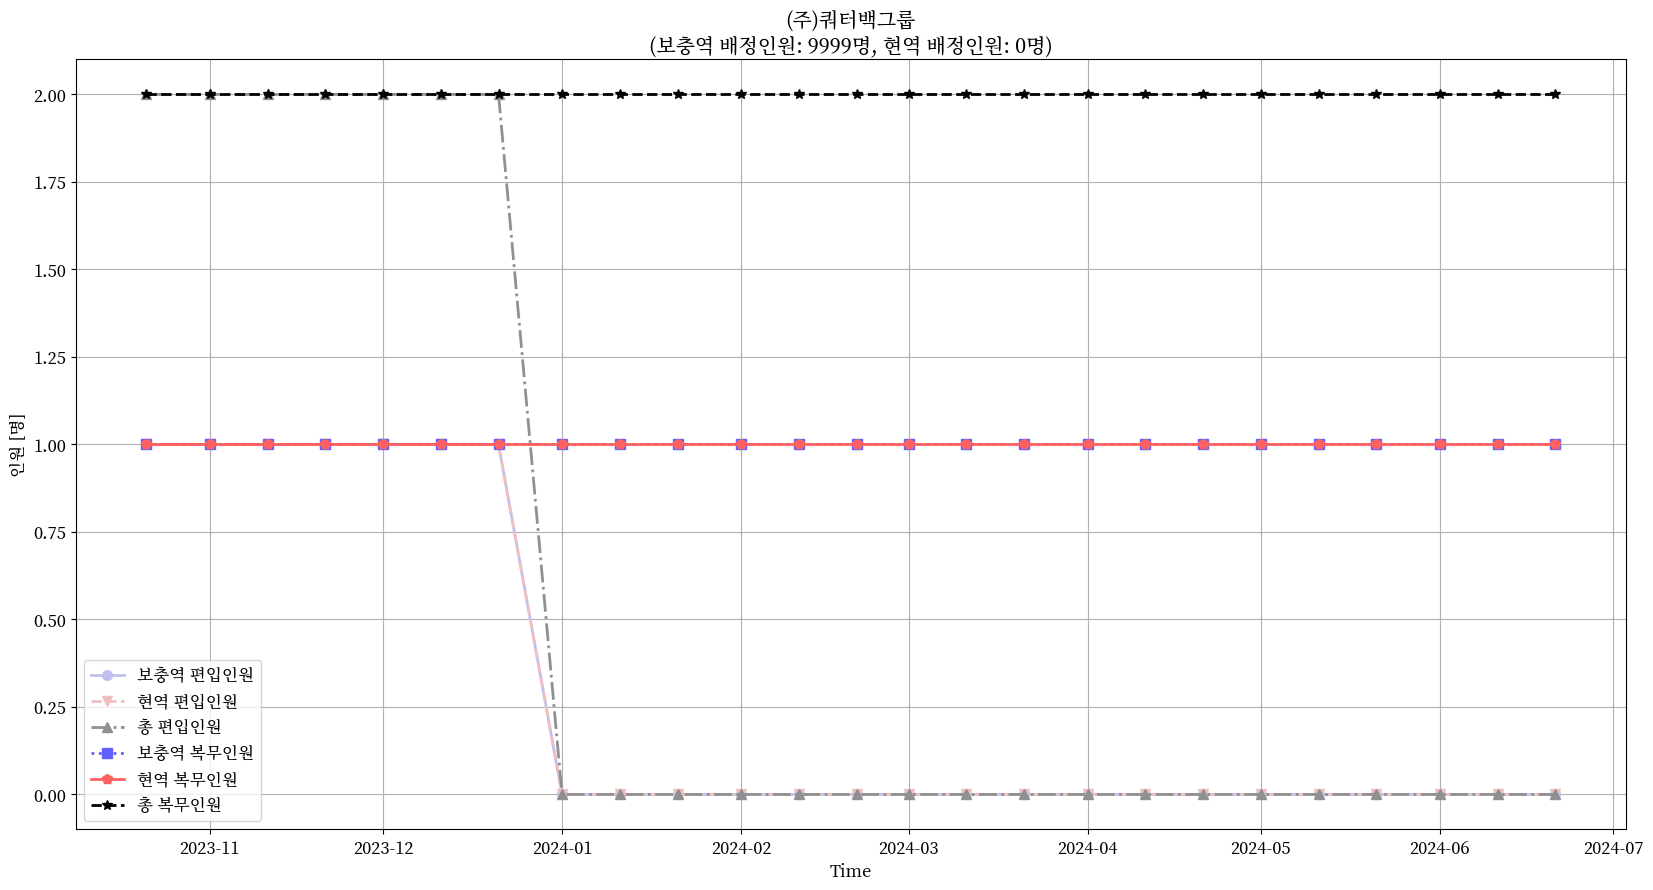 (주)쿼터백그룹
(보충역 배정인원: 9999명, 현역 배정인원: 0명)
2.00
1.75
1.50
1.25
1.00
0.75
0.50
0.25
0.00
인원 [명]
보충역 편입인원
현역 편입인원
총 편입인원
보충역 복무인원
현역 복무인원
총 복무인원
2023-11 2023-12 2024-01 2024-02 2024-03 2024-04 2024-05 2024-06 2024-07
Time